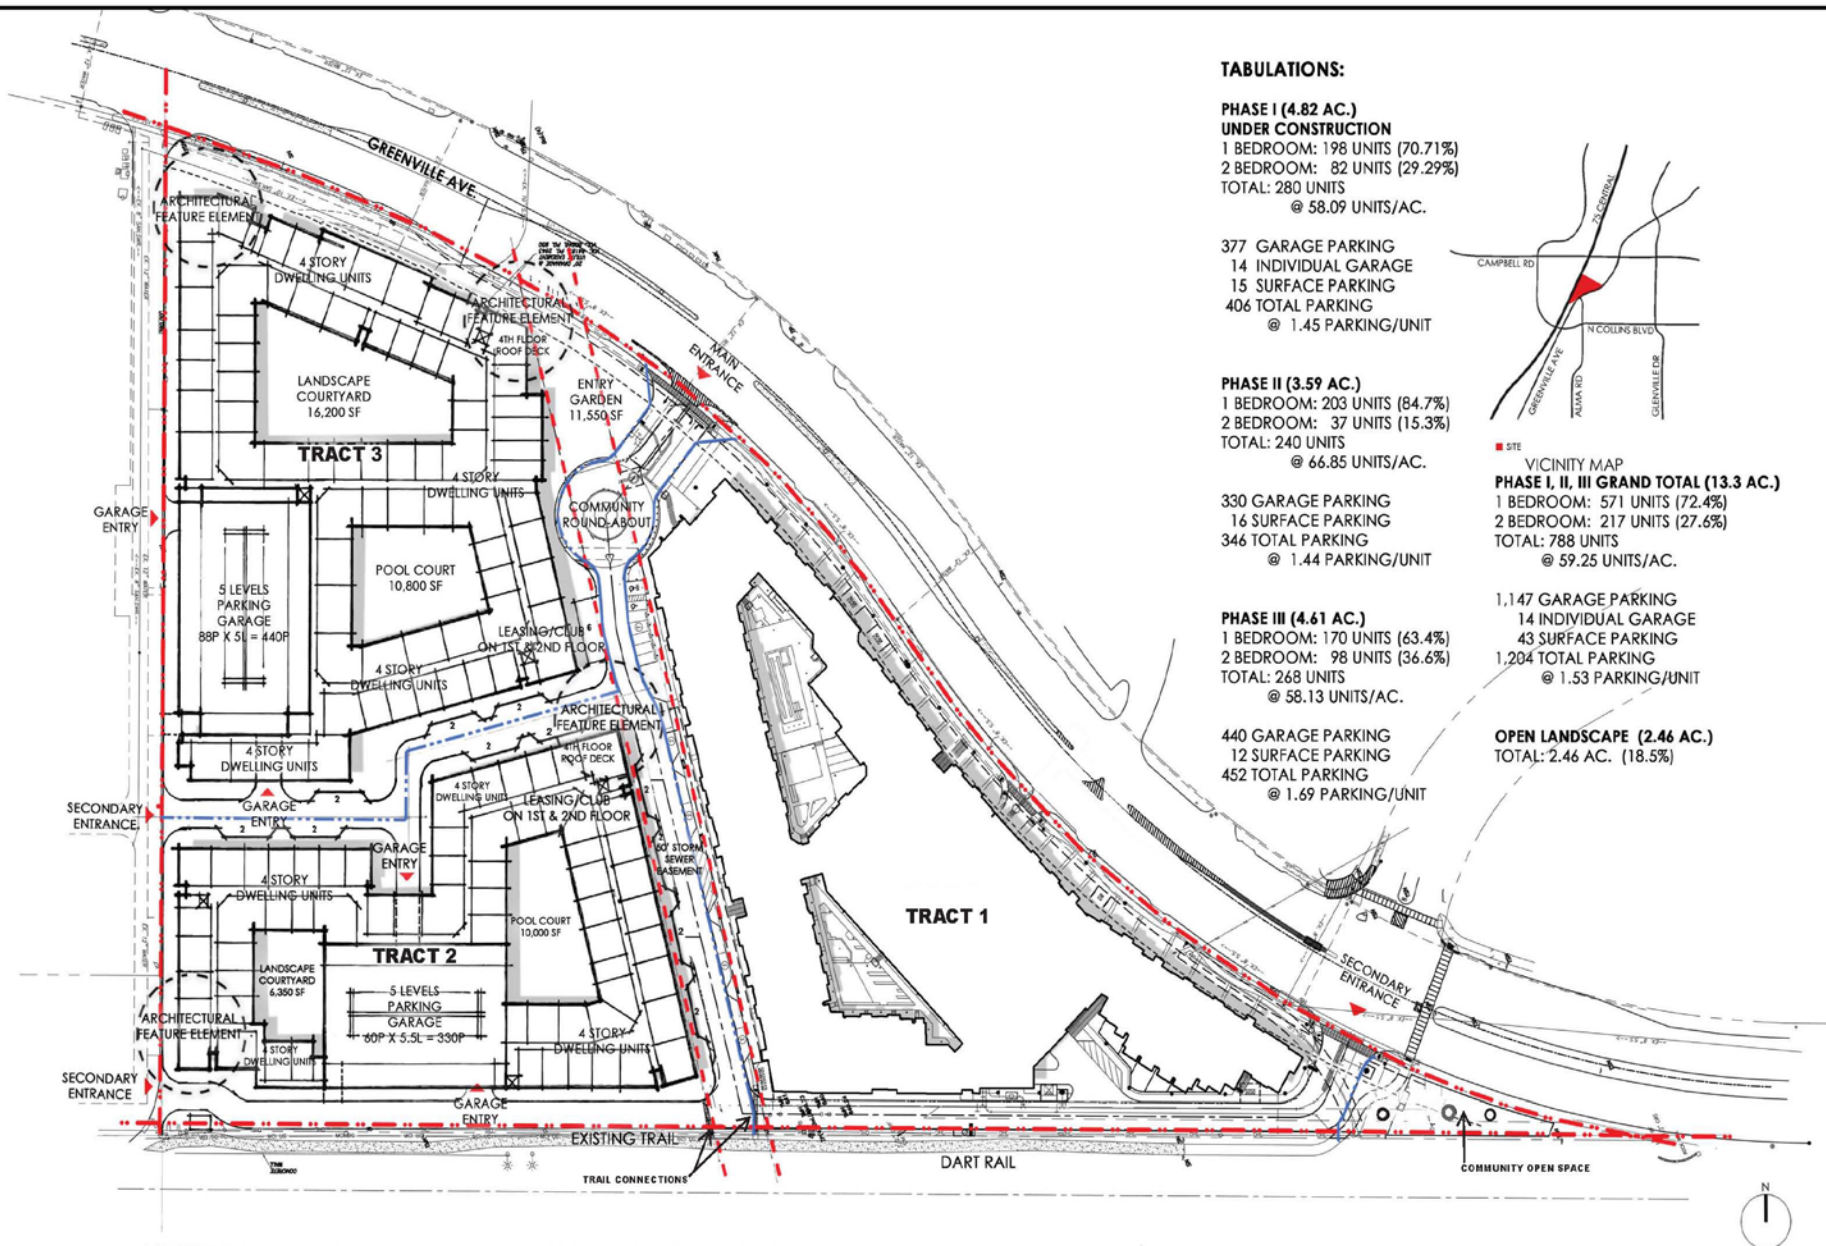 TABULATIONS:
PHASE I (4.82 AC.)
UNDER CONSTRUCTION
1 BEDROOM: 198 UNITS (70.71%)
2 BEDROOM: 82 UNITS (29.29%)
TOTAL: 280 UNITS
@ 58.09 UNITS/AC.
377 GARAGE PARKING
14 INDIVIDUAL GARAGE
15 SURFACE PARKING
406 TOTAL PARKING
@ 1.45 PARKING/UNIT
PHASE II (3.59 AC.)
1 BEDROOM: 203 UNITS (84.7%)
2 BEDROOM: 37 UNITS (15.3%)
TOTAL: 240 UNITS
@ 66.85 UNITS/AC.
330 GARAGE PARKING
16 SURFACE PARKING
346 TOTAL PARKING
@ 1.44 PARKING/UNIT
PHASE III (4.61 AC.)
1 BEDROOM: 170 UNITS (63.4%)
2 BEDROOM: 98 UNITS (36.6%)
TOTAL: 268 UNITS
@ 58.13 UNITS/AC.
440 GARAGE PARKING
12 SURFACE PARKING
452 TOTAL PARKING
@ 1.69 PARKING/UNIT
75 CENTRAL
CAMPBELL RD
N COLLINS BLVD
GREENVILLE AVE
ALMA RD
GLENVILLE DR
SITE
VICINITY MAP
PHASE I, II, III GRAND TOTAL (13.3 AC.)
1 BEDROOM: 571 UNITS (72.4%)
2 BEDROOM: 217 UNITS (27.6%)
TOTAL: 788 UNITS
@ 59.25 UNITS/AC.
1,147 GARAGE PARKING
14 INDIVIDUAL GARAGE
43 SURFACE PARKING
1,204 TOTAL PARKING
@ 1.53 PARKING/UNIT
OPEN LANDSCAPE (2.46 AC.)
TOTAL: 2.46 AC. (18.5%)
GREENVILLE AVE.
ARCHITECTURAL
FEATURE ELEMENT
4 STORY
DWELLING UNITS
ARCHITECTURAL
FEATURE ELEMENT
4TH FLOOR
ROOF DECK
MAIN
ENTRANCE
LANDSCAPE
COURTYARD
16,200 SF
ENTRY
GARDEN
11,550 SF
TRACT 3
4 STORY
DWELLING UNITS
GARAGE
ENTRY
COMMUNITY
ROUND-ABOUT
POOL COURT
10,800 SF
5 LEVELS
PARKING
GARAGE
88P X 5L = 440P
LEASING/CLUB
ON 1ST & 2ND FLOOR
4 STORY
DWELLING UNITS
ARCHITECTURAL
FEATURE ELEMENT
4TH FLOOR
ROOF DECK
4 STORY
DWELLING UNITS
4 STORY
DWELLING UNITS
LEASING/CLUB
ON 1ST & 2ND FLOOR
SECONDARY
ENTRANCE
GARAGE
ENTRY
GARAGE
ENTRY
60' STORM
SEWER
EASEMENT
4 STORY
DWELLING UNITS
POOL COURT
10,000 SF
TRACT 1
TRACT 2
LANDSCAPE
COURTYARD
6,350 SF
5 LEVELS
PARKING
GARAGE
60P X 5.5L = 330P
SECONDARY
ENTRANCE
ARCHITECTURAL
FEATURE ELEMENT
4 STORY
DWELLING UNITS
4 STORY
DWELLING UNITS
SECONDARY
ENTRANCE
GARAGE
ENTRY
EXISTING TRAIL
DART RAIL
TRAIL CONNECTIONS
COMMUNITY OPEN SPACE
N